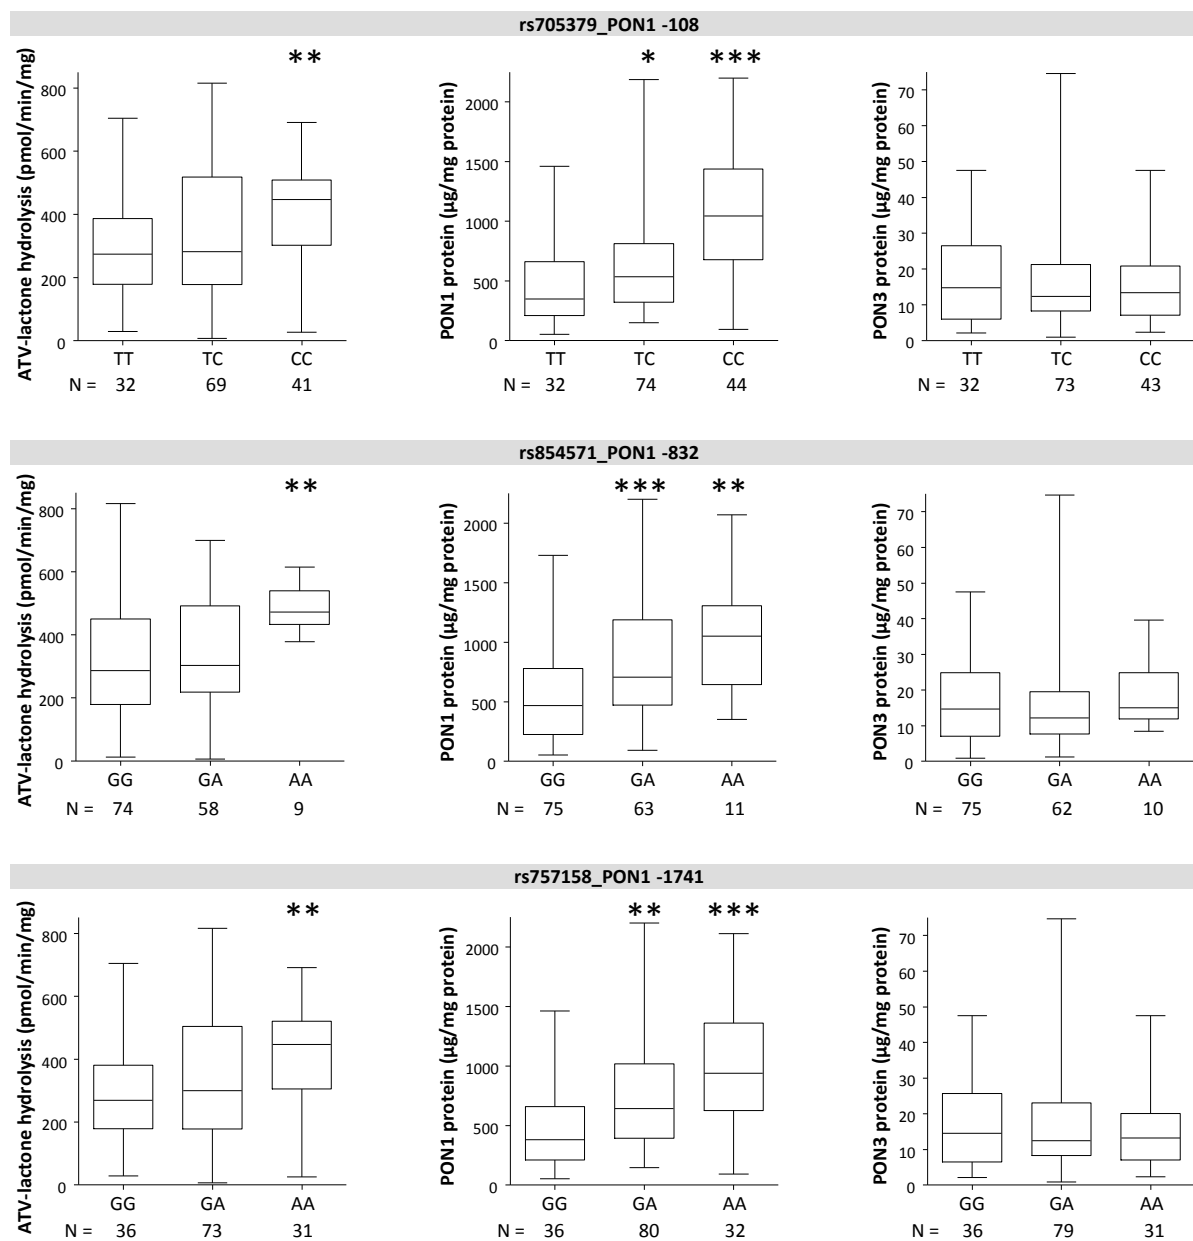 rs705379_PON1 -108
ATV-lactone hydrolysis (pmol/min/mg)
800
600
400
200
0
**
TT TC CC
N = 32 69 41
PON1 protein (µg/mg protein)
2000
1500
1000
500
0
* ***
TT TC CC
N = 32 74 44
PON3 protein (µg/mg protein)
70
60
50
40
30
20
10
0
TT TC CC
N = 32 73 43
rs854571_PON1 -832
ATV-lactone hydrolysis (pmol/min/mg)
800
600
400
200
0
**
GG GA AA
N = 74 58 9
PON1 protein (µg/mg protein)
2000
1500
1000
500
0
*** **
GG GA AA
N = 75 63 11
PON3 protein (µg/mg protein)
70
60
50
40
30
20
10
0
GG GA AA
N = 75 62 10
rs757158_PON1 -1741
ATV-lactone hydrolysis (pmol/min/mg)
800
600
400
200
0
**
GG GA AA
N = 36 73 31
PON1 protein (µg/mg protein)
2000
1500
1000
500
0
** ***
GG GA AA
N = 36 80 32
PON3 protein (µg/mg protein)
70
60
50
40
30
20
10
0
GG GA AA
N = 36 79 31